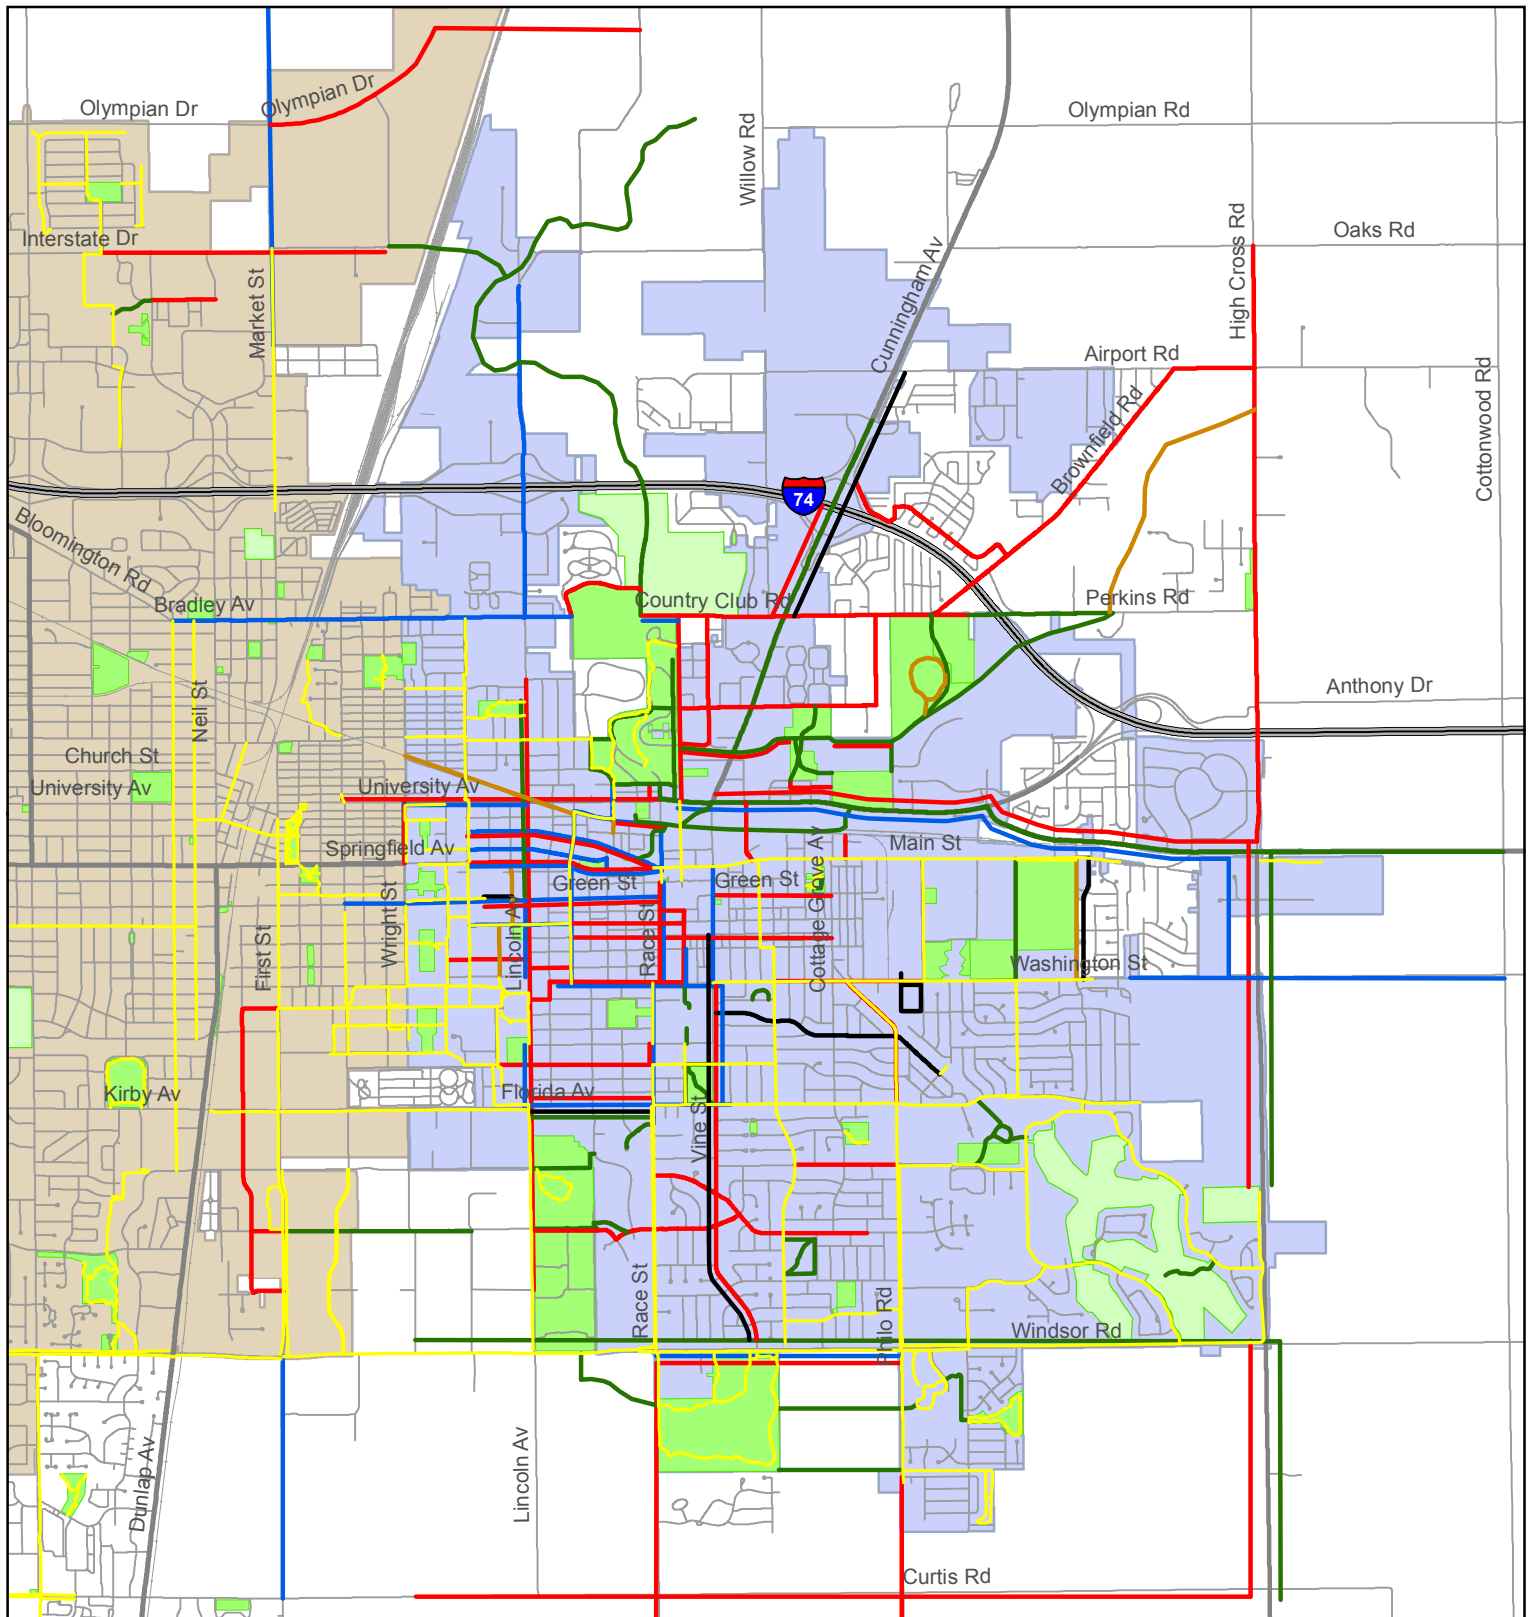 Olympian Dr
Olympian Dr
Olympian Rd
Willow Rd
Interstate Dr
Oaks Rd
High Cross Rd
Cunningham Av
Market St
Airport Rd
Brownfield Rd
Cottonwood Rd
74
Bloomington Rd
Bradley Av
Country Club Rd
Perkins Rd
Neil St
Anthony Dr
Church St
University Av
University Av
Springfield Av
Main St
Green St
Green St
Cottage Grove Av
Wright St
First St
Lincoln Av
Race St
Washington St
Kirby Av
Florida Av
Vine St
Race St
Philo Rd
Windsor Rd
Dunlap Av
Lincoln Av
Curtis Rd